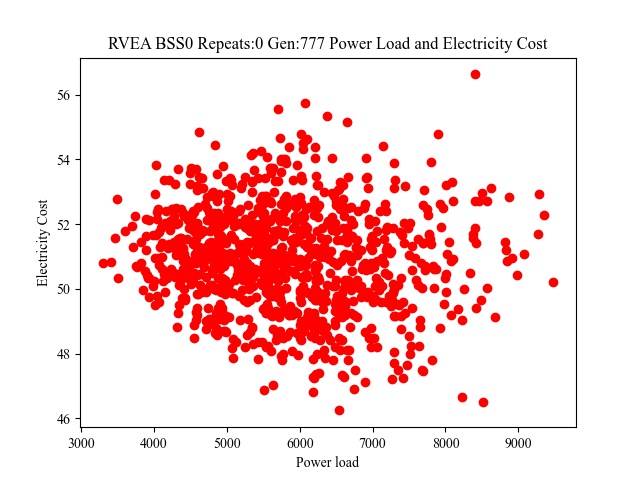 RVEA BSS0 Repeats:0 Gen:777 Power Load and Electricity Cost
56
54
52
50
48
46
Electricity Cost
3000 4000 5000 6000 7000 8000 9000
Power load